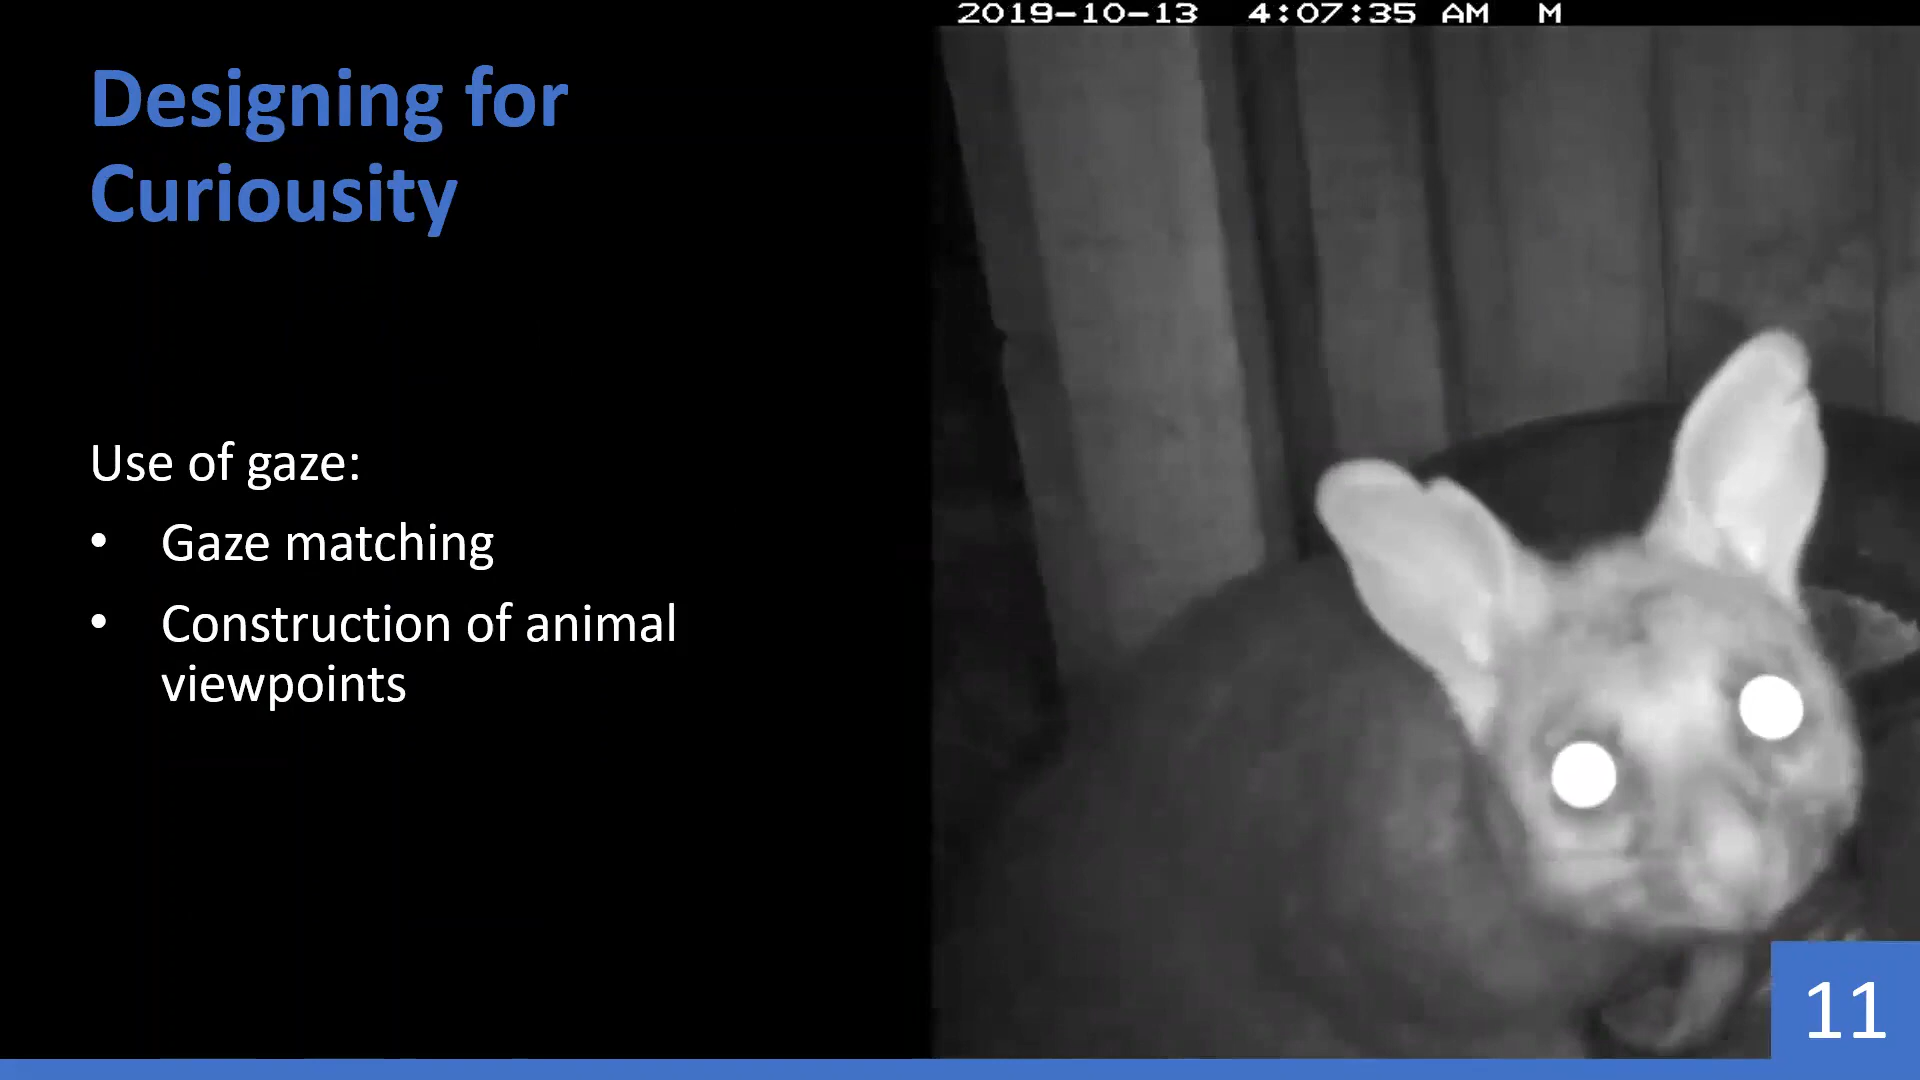 2019-10-13 4:07:35 AM M
Designing for
Curiousity
Use of gaze:
• Gaze matching
• Construction of animal
viewpoints
11